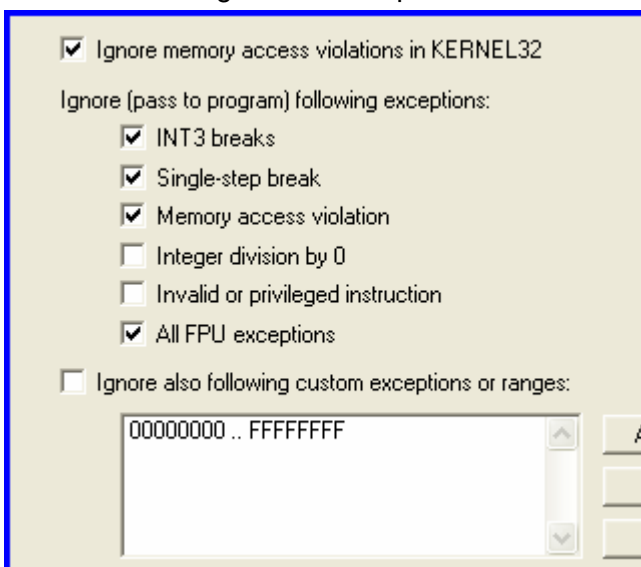 Ignore memory access violations in KERNEL32
Ignore (pass to program) following exceptions:
INT3 breaks
Single-step break
Memory access violation
Integer division by 0
Invalid or privileged instruction
All FPU exceptions
Ignore also following custom exceptions or ranges:
00000000 .. FFFFFFFF